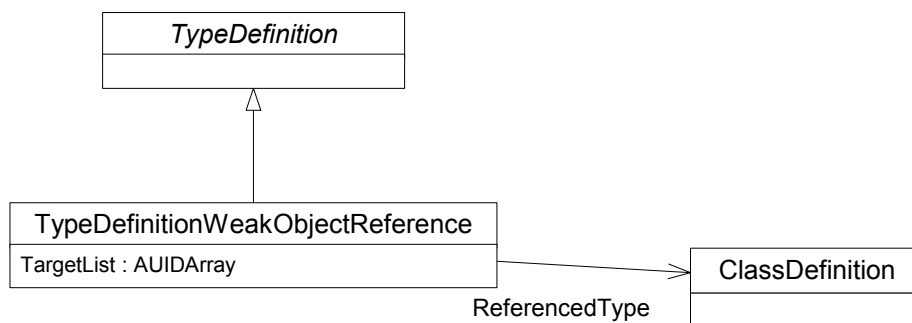 TypeDefinition
TypeDefinitionWeakObjectReference
TargetList : AUIDArray
ClassDefinition
ReferencedType